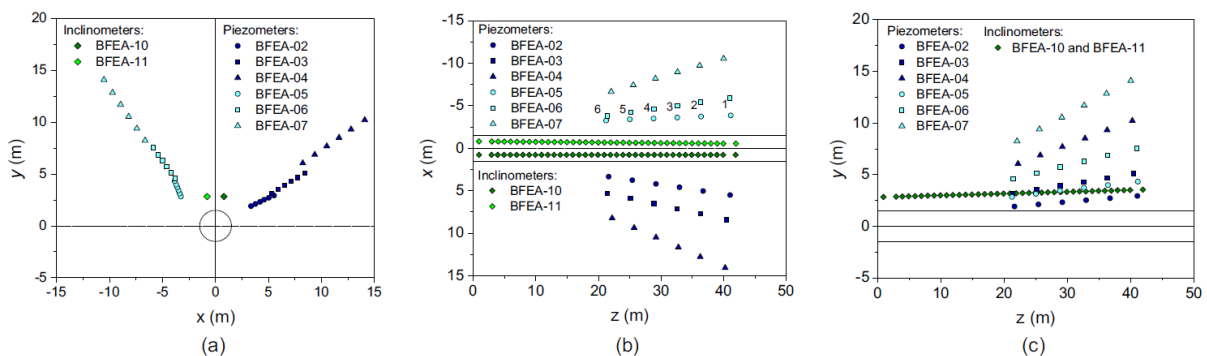 20
15
10
5
0
-5
y (m)
-15 -10 -5 0 5 10 15
x (m)
Inclinometers:
BFEA-10
BFEA-11
Piezometers:
BFEA-02
BFEA-03
BFEA-04
BFEA-05
BFEA-06
BFEA-07
(a)
-15
-10
-5
0
5
10
15
x (m)
0 10 20 30 40 50
z (m)
Piezometers:
BFEA-02
BFEA-03
BFEA-04
BFEA-05
BFEA-06
BFEA-07
6 5 4 3 2 1
Inclinometers:
BFEA-10
BFEA-11
(b)
20
15
10
5
0
-5
y (m)
0 10 20 30 40 50
z (m)
Piezometers:
BFEA-02
BFEA-03
BFEA-04
BFEA-05
BFEA-06
BFEA-07
Inclinometers:
BFEA-10 and BFEA-11
(c)